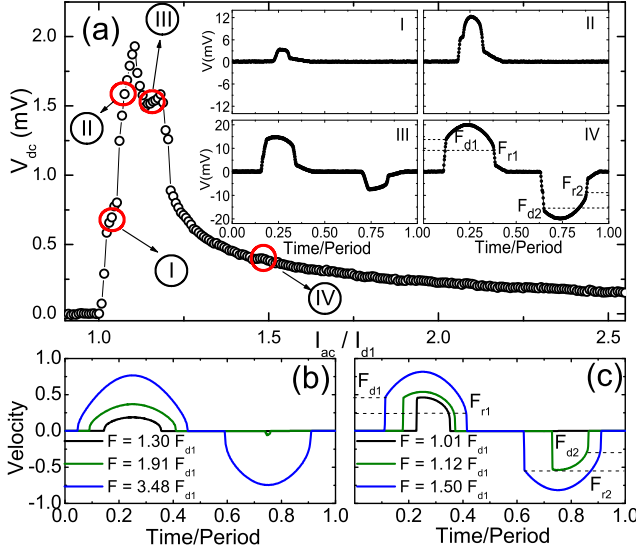 (a)
V_dc (mV)
2.0
1.5
1.0
0.5
0.0
III
II
I
IV
V(mV)
12
6
0
-6
-12
I
II
III
IV
V(mV)
20
10
0
-10
-20
F_d1
F_r1
F_r2
F_d2
0.00 0.25 0.50 0.75 1.00
0.25 0.50 0.75 1.00
Time/Period
Time/Period
1.0 1.5 2.0 2.5
I_ac / I_d1
(b)
Velocity
1.0
0.5
0.0
-0.5
-1.0
F = 1.30 F_d1
F = 1.91 F_d1
F = 3.48 F_d1
0.0 0.2 0.4 0.6 0.8 1.0
Time/Period
(c)
F_d1
F_r1
F_d2
F_r2
F = 1.01 F_d1
F = 1.12 F_d1
F = 1.50 F_d1
0.0 0.2 0.4 0.6 0.8 1.0
Time/Period